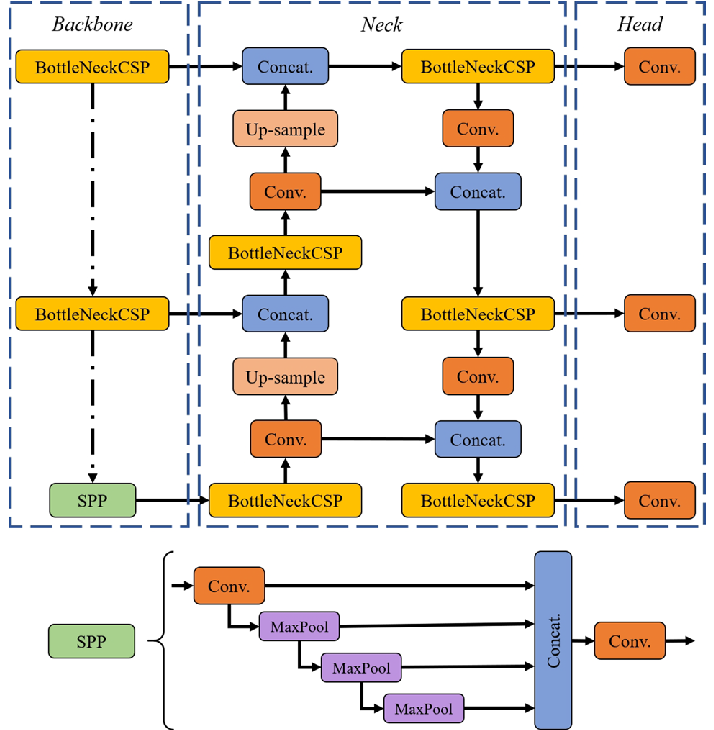 Backbone
Neck
Head
BottleNeckCSP
Concat.
BottleNeckCSP
Conv.
Up-sample
Conv.
Conv.
Concat.
BottleNeckCSP
BottleNeckCSP
Concat.
BottleNeckCSP
Conv.
Up-sample
Conv.
Conv.
Concat.
SPP
BottleNeckCSP
BottleNeckCSP
Conv.
SPP
Conv.
MaxPool
MaxPool
MaxPool
Concat.
Conv.